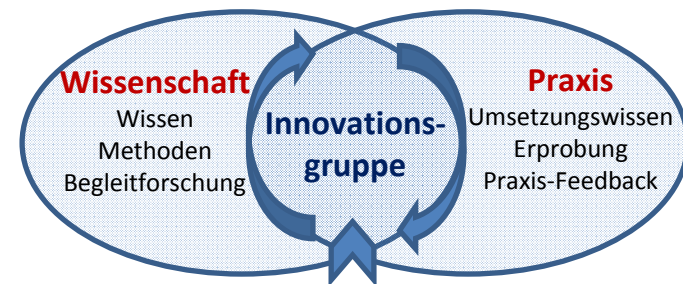 Wissenschaft
Wissen
Methoden
Begleitforschung
Innovations-
gruppe
Praxis
Umsetzungswissen
Erprobung
Praxis-Feedback